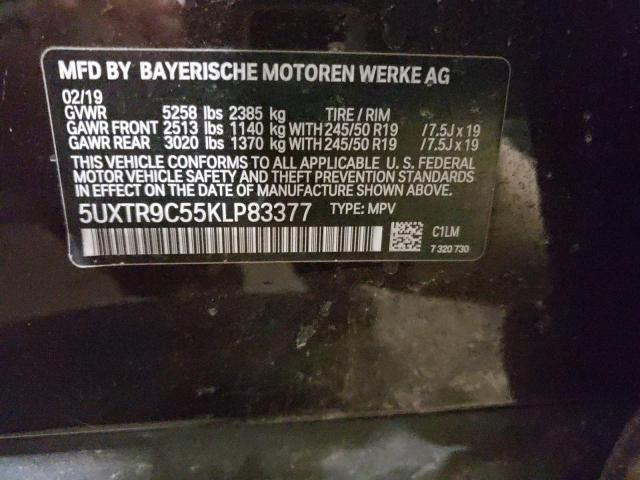 MFD BY BAYERISCHE MOTOREN WERKE AG
02/19
GVWR 5258 lbs 2385 kg TIRE / RIM
GAWR FRONT 2513 lbs 1140 kg WITH 245/50 R19 /7.5J x 19
GAWR REAR 3020 lbs 1370 kg WITH 245/50 R19 /7.5J x 19
THIS VEHICLE CONFORMS TO ALL APPLICABLE U. S. FEDERAL
MOTOR VEHICLE SAFETY AND THEFT PREVENTION STANDARDS
IN EFFECT ON THE DATE OF MANUFACTURE SHOWN ABOVE.
5UXTR9C55KLP83377 TYPE: MPV
C1LM
7 320 730